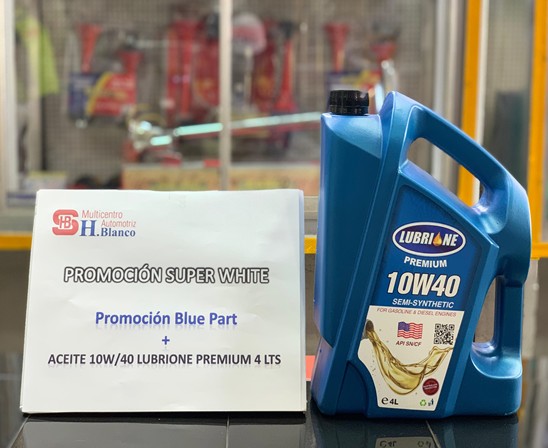 SHB
Multicentro
Automotriz
H.Blanco
PROMOCIÓN SUPER WHITE
Promoción Blue Part
+
ACEITE 10W/40 LUBRIONE PREMIUM 4 LTS
LUBRIONE
PREMIUM
10W40
SEMI-SYNTHETIC
FOR GASOLINE & DIESEL ENGINES
API SN/CF
e 4L